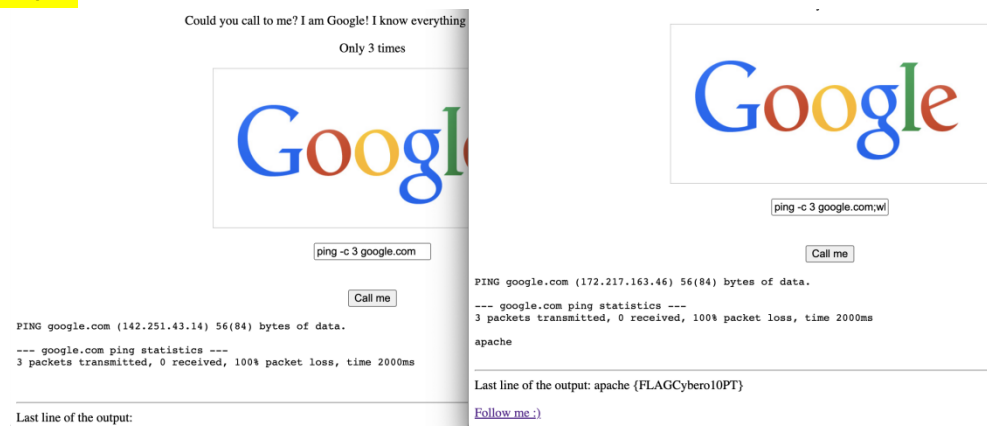 Could you call to me? I am Google! I know everything
Only 3 times
Google
ping -c 3 google.com
Call me
PING google.com (142.251.43.14) 56(84) bytes of data.
--- google.com ping statistics ---
3 packets transmitted, 0 received, 100% packet loss, time 2000ms
Last line of the output:
Google
ping -c 3 google.com;wl
Call me
PING google.com (172.217.163.46) 56(84) bytes of data.
--- google.com ping statistics ---
3 packets transmitted, 0 received, 100% packet loss, time 2000ms
apache
Last line of the output: apache {FLAGCybero10PT}
Follow me :)